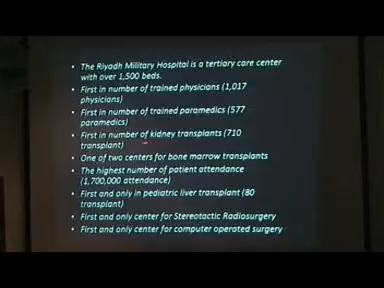 • The Riyadh Military Hospital is a tertiary care center
with over 1,500 beds.
• First in number of trained physicians (1,017
physicians)
• First in number of trained paramedics (577
paramedics)
• First in number of kidney transplants (710
transplant)
• One of two centers for bone marrow transplants
• The highest number of patient attendance
(1,700,000 attendance)
• First and only in pediatric liver transplant (80
transplant)
• First and only center for Stereotactic Radiosurgery
• First and only center for computer operated surgery